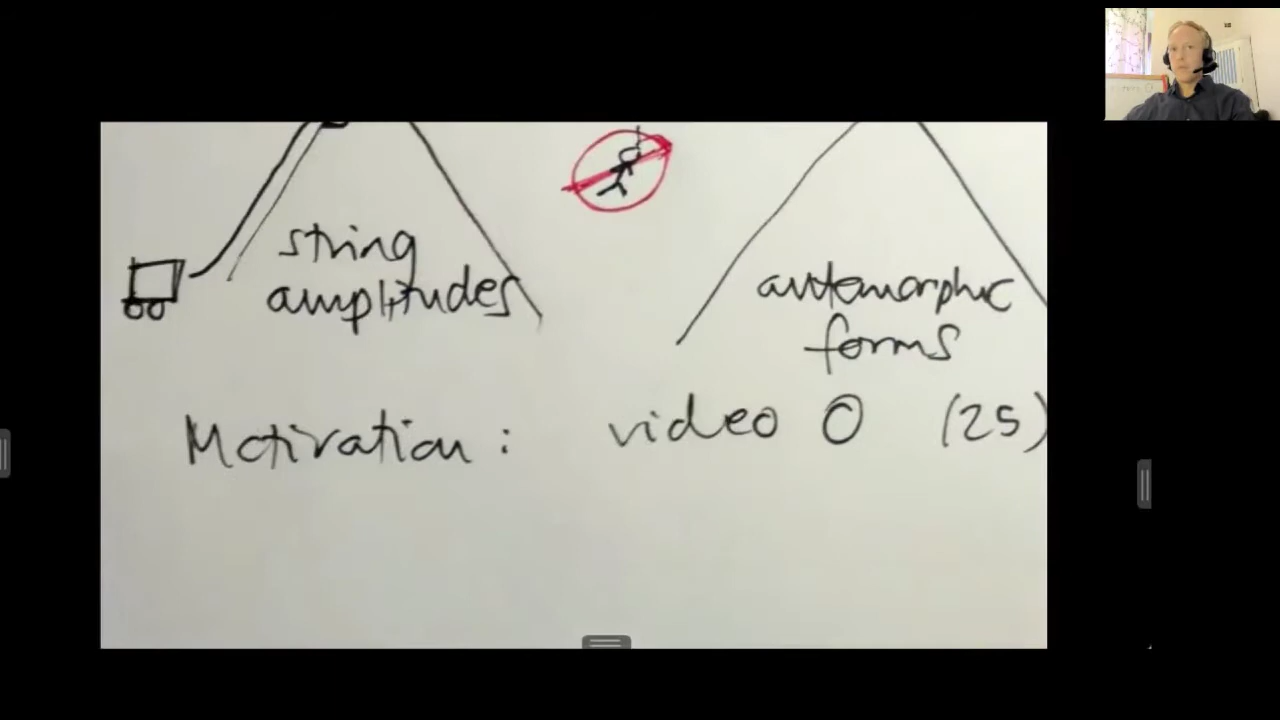 string
amplitudes
automorphic
forms
Motivation: video 0 (25)